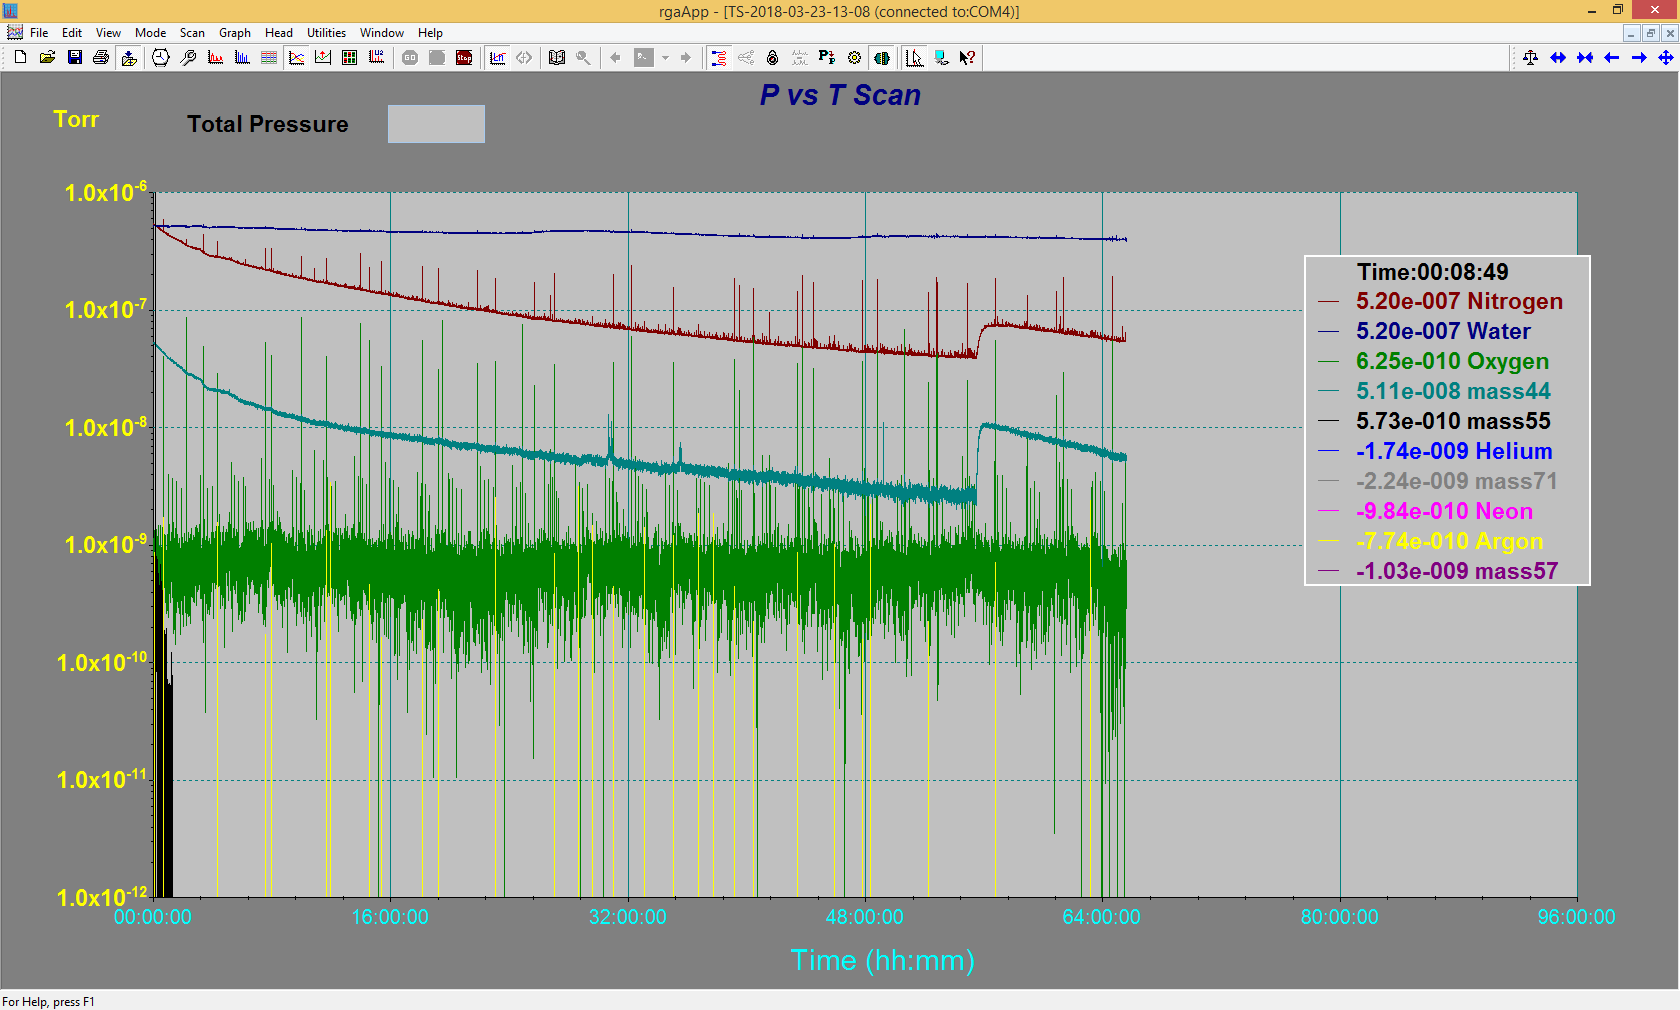 rgaApp - [TS-2018-03-23-13-08 (connected to:COM4)]
File Edit View Mode Scan Graph Head Utilities Window Help
GO Stop
P vs T Scan
Torr
Total Pressure
1.0x10-6
1.0x10-7
1.0x10-8
1.0x10-9
1.0x10-10
1.0x10-11
1.0x10-12
Time:00:08:49
5.20e-007 Nitrogen
5.20e-007 Water
6.25e-010 Oxygen
5.11e-008 mass44
5.73e-010 mass55
-1.74e-009 Helium
-2.24e-009 mass71
-9.84e-010 Neon
-7.74e-010 Argon
-1.03e-009 mass57
00:00:00 16:00:00 32:00:00 48:00:00 64:00:00 80:00:00 96:00:00
Time (hh:mm)
For Help, press F1